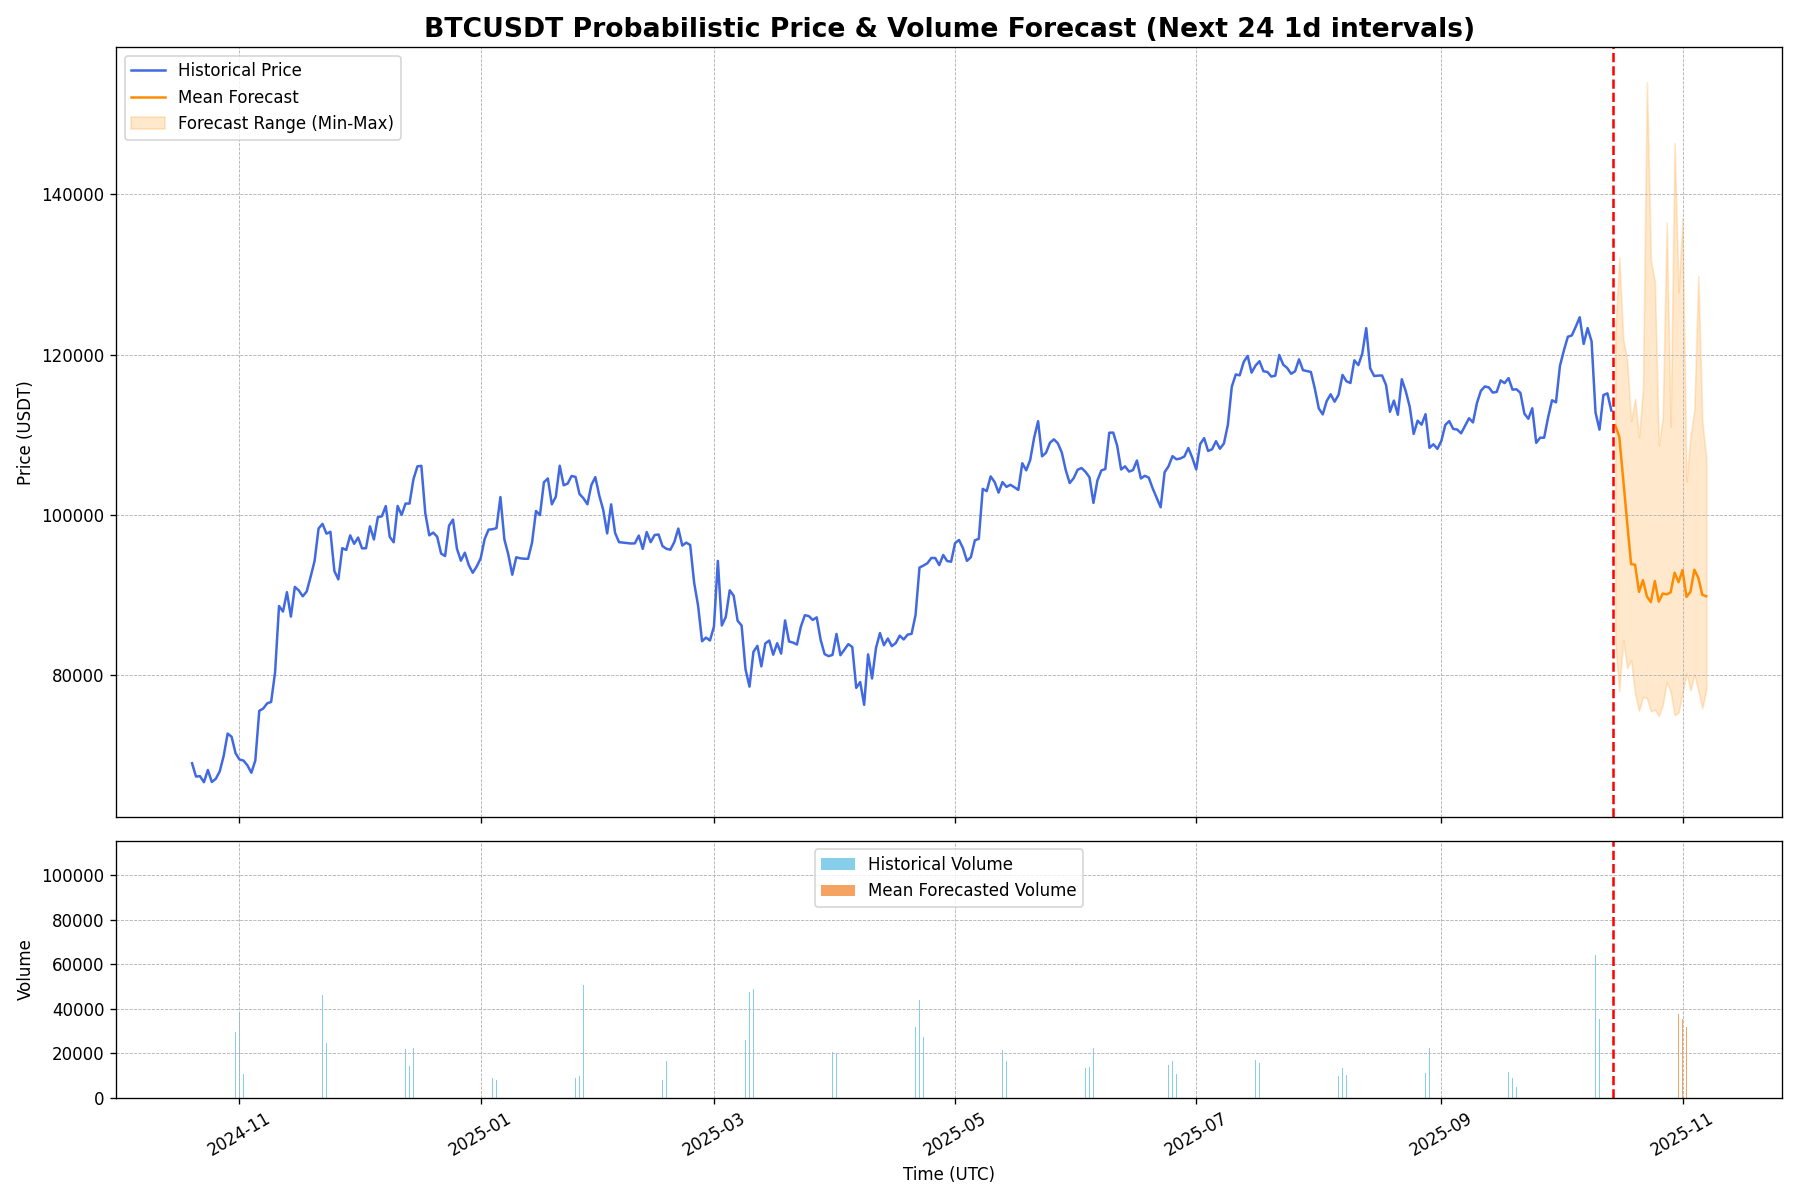 BTCUSDT Probabilistic Price & Volume Forecast (Next 24 1d intervals)
Historical Price
Mean Forecast
Forecast Range (Min-Max)
140000
120000
100000
80000
Price (USDT)
Historical Volume
Mean Forecasted Volume
100000
80000
60000
40000
20000
0
Volume
2024-11
2025-01
2025-03
2025-05
2025-07
2025-09
2025-11
Time (UTC)